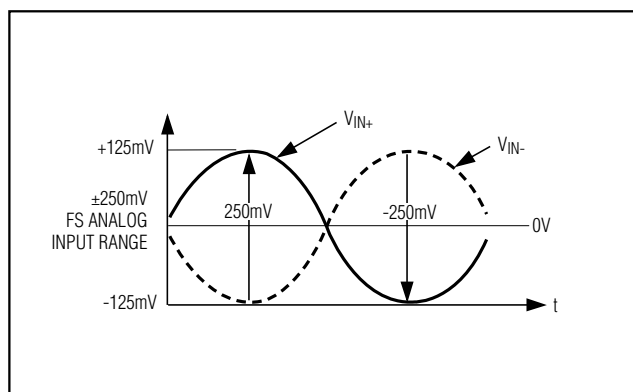 VIN+
+125mV
VIN-
±250mV
FS ANALOG
INPUT RANGE
250mV
-250mV
0V
-125mV
t